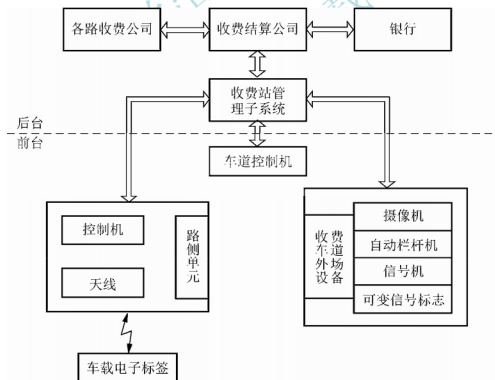 各路收费公司
收费结算公司
银行
收费站管
理子系统
后台
前台
车道控制机
控制机
天线
路侧单元
收费
车道
外场
设备
摄像机
自动栏杆机
信号机
可变信号标志
车载电子标签